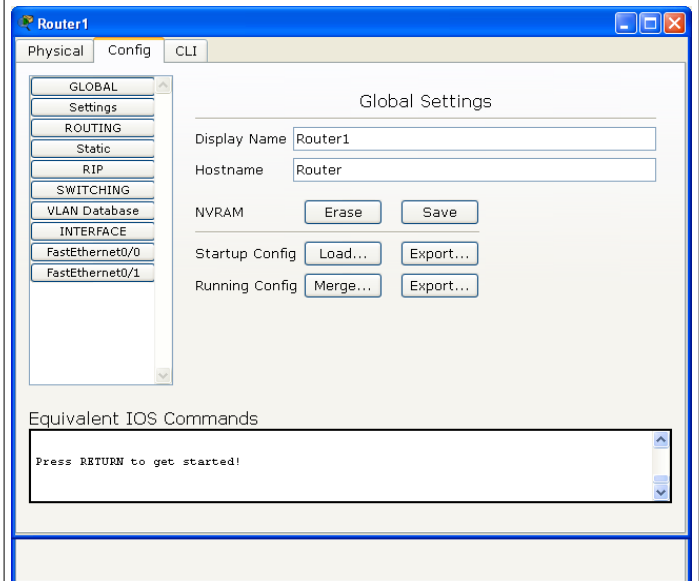 Router1
Physical Config CLI
GLOBAL
Settings
ROUTING
Static
RIP
SWITCHING
VLAN Database
INTERFACE
FastEthernet0/0
FastEthernet0/1
Global Settings
Display Name Router1
Hostname Router
NVRAM Erase Save
Startup Config Load... Export...
Running Config Merge... Export...
Equivalent IOS Commands
Press RETURN to get started!